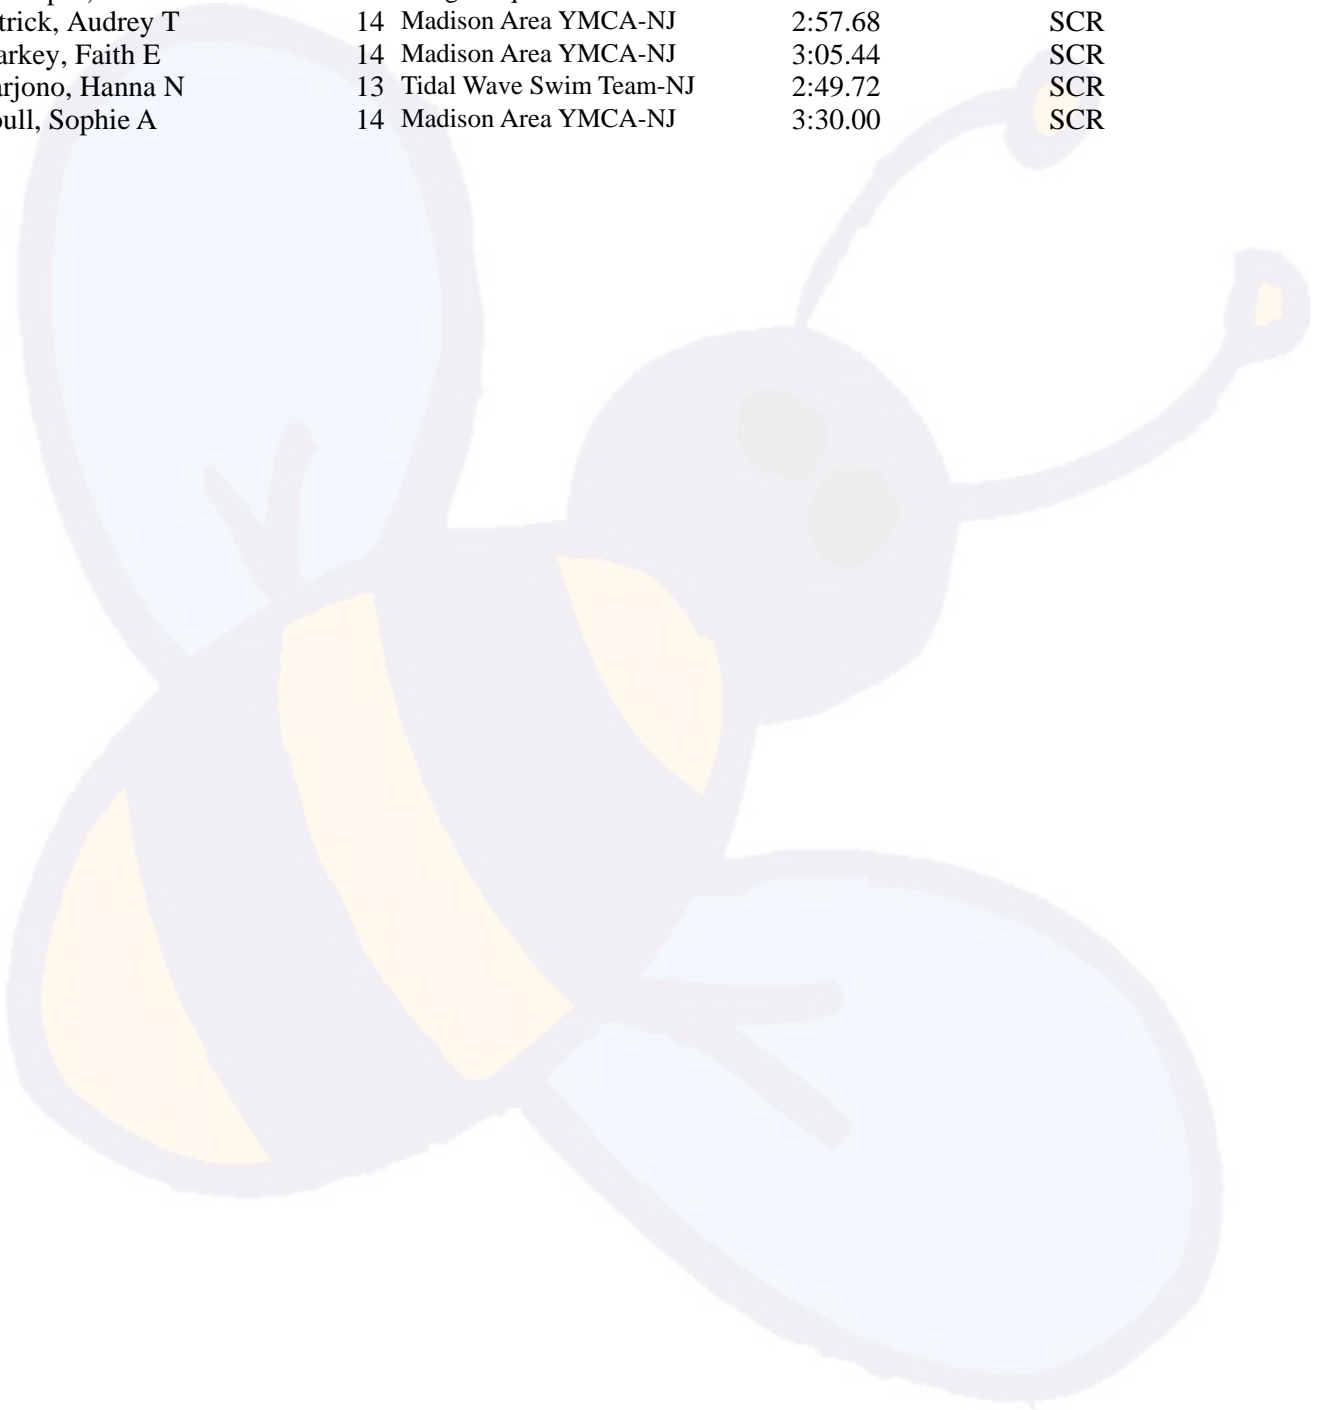 trick, Audrey T 14 Madison Area YMCA-NJ 2:57.68 SCR
arkey, Faith E 14 Madison Area YMCA-NJ 3:05.44 SCR
arjono, Hanna N 13 Tidal Wave Swim Team-NJ 2:49.72 SCR
bull, Sophie A 14 Madison Area YMCA-NJ 3:30.00 SCR